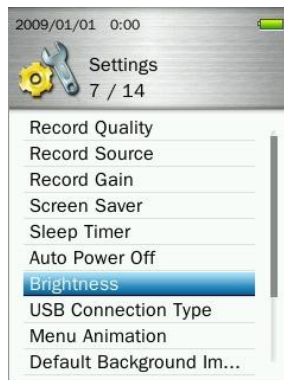 2009/01/01 0:00
Settings
7 / 14
Record Quality
Record Source
Record Gain
Screen Saver
Sleep Timer
Auto Power Off
Brightness
USB Connection Type
Menu Animation
Default Background Im...